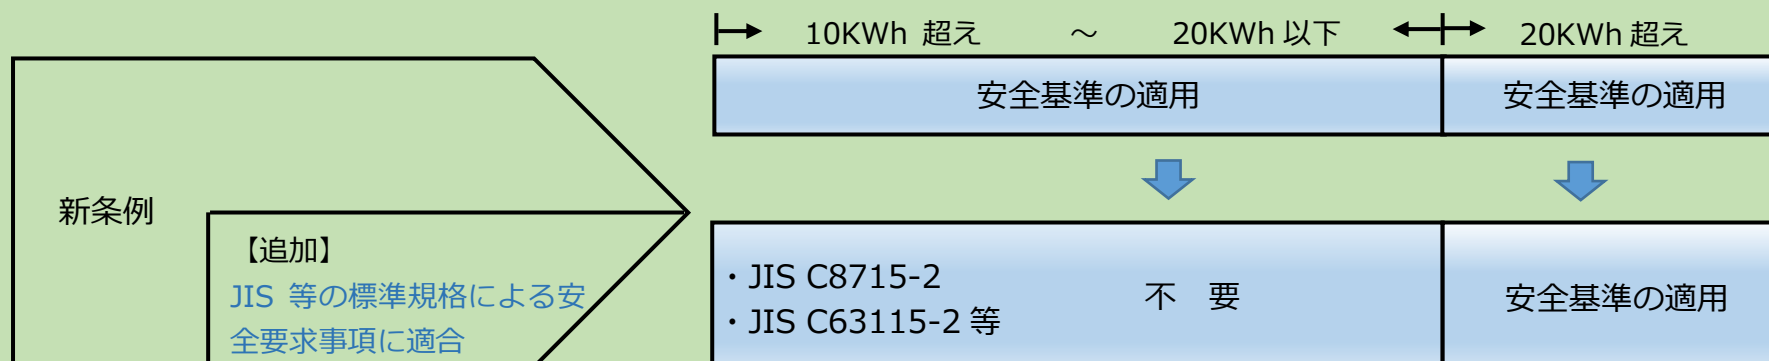 10KWh 超え ～ 20KWh 以下 20KWh 超え
安全基準の適用 安全基準の適用
新条例
【追加】
JIS 等の標準規格による安
全要求事項に適合
・JIS C8715-2
・JIS C63115-2 等
不 要
安全基準の適用